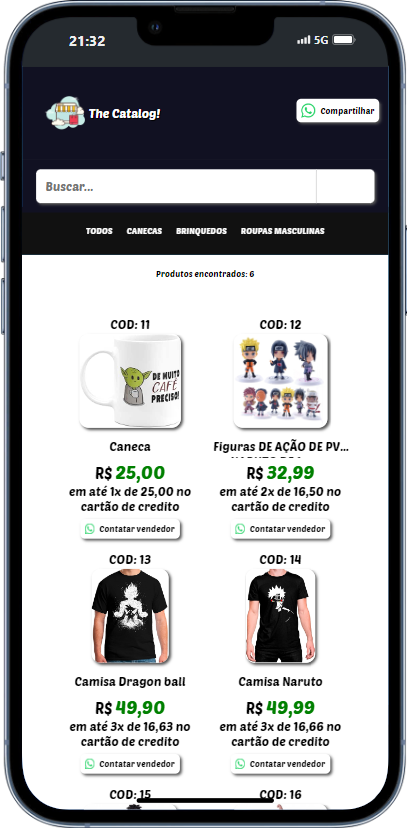 21:32
5G
The Catalog!
Compartilhar
Buscar...
TODOS CANECAS BRINQUEDOS ROUPAS MASCULINAS
Produtos encontrados: 6
COD: 11
DE MUITO
CAFÉ
PRECISO!
Caneca
R$ 25,00
em até 1x de 25,00 no
cartão de credito
Contatar vendedor
COD: 12
Figuras DE AÇÃO DE PV...
R$ 32,99
em até 2x de 16,50 no
cartão de credito
Contatar vendedor
COD: 13
Camisa Dragon ball
R$ 49,90
em até 3x de 16,63 no
cartão de credito
Contatar vendedor
COD: 14
Camisa Naruto
R$ 49,99
em até 3x de 16,66 no
cartão de credito
Contatar vendedor
COD: 15
COD: 16